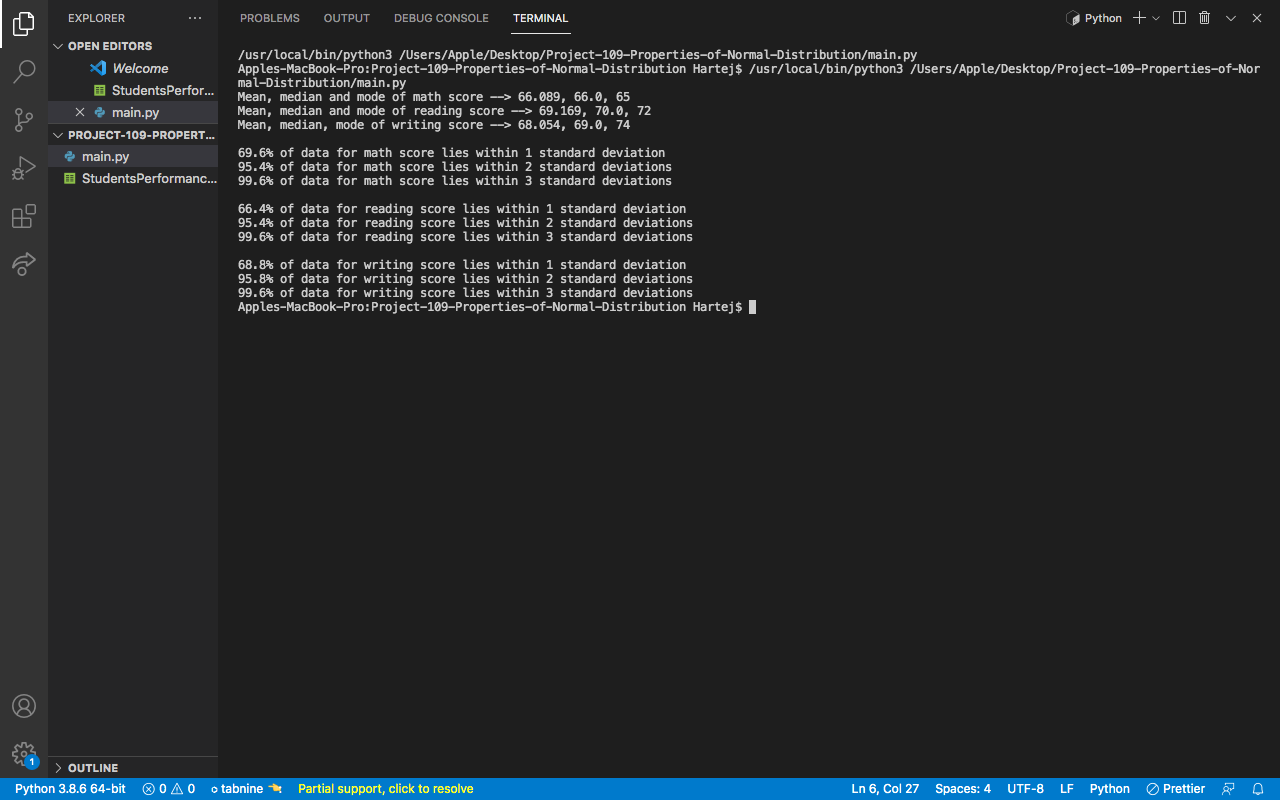 EXPLORER
PROBLEMS OUTPUT DEBUG CONSOLE TERMINAL
Python
OPEN EDITORS
Welcome
StudentsPerfor...
main.py
PROJECT-109-PROPERT...
main.py
StudentsPerformanc...
/usr/local/bin/python3 /Users/Apple/Desktop/Project-109-Properties-of-Normal-Distribution/main.py
Apples-MacBook-Pro:Project-109-Properties-of-Normal-Distribution Hartej$ /usr/local/bin/python3 /Users/Apple/Desktop/Project-109-Properties-of-Nor
mal-Distribution/main.py
Mean, median and mode of math score --> 66.089, 66.0, 65
Mean, median and mode of reading score --> 69.169, 70.0, 72
Mean, median, mode of writing score --> 68.054, 69.0, 74
69.6% of data for math score lies within 1 standard deviation
95.4% of data for math score lies within 2 standard deviations
99.6% of data for math score lies within 3 standard deviations
66.4% of data for reading score lies within 1 standard deviation
95.4% of data for reading score lies within 2 standard deviations
99.6% of data for reading score lies within 3 standard deviations
68.8% of data for writing score lies within 1 standard deviation
95.8% of data for writing score lies within 2 standard deviations
99.6% of data for writing score lies within 3 standard deviations
Apples-MacBook-Pro:Project-109-Properties-of-Normal-Distribution Hartej$
1
OUTLINE
Python 3.8.6 64-bit 0 0 tabnine Partial support, click to resolve Ln 6, Col 27 Spaces: 4 UTF-8 LF Python Prettier